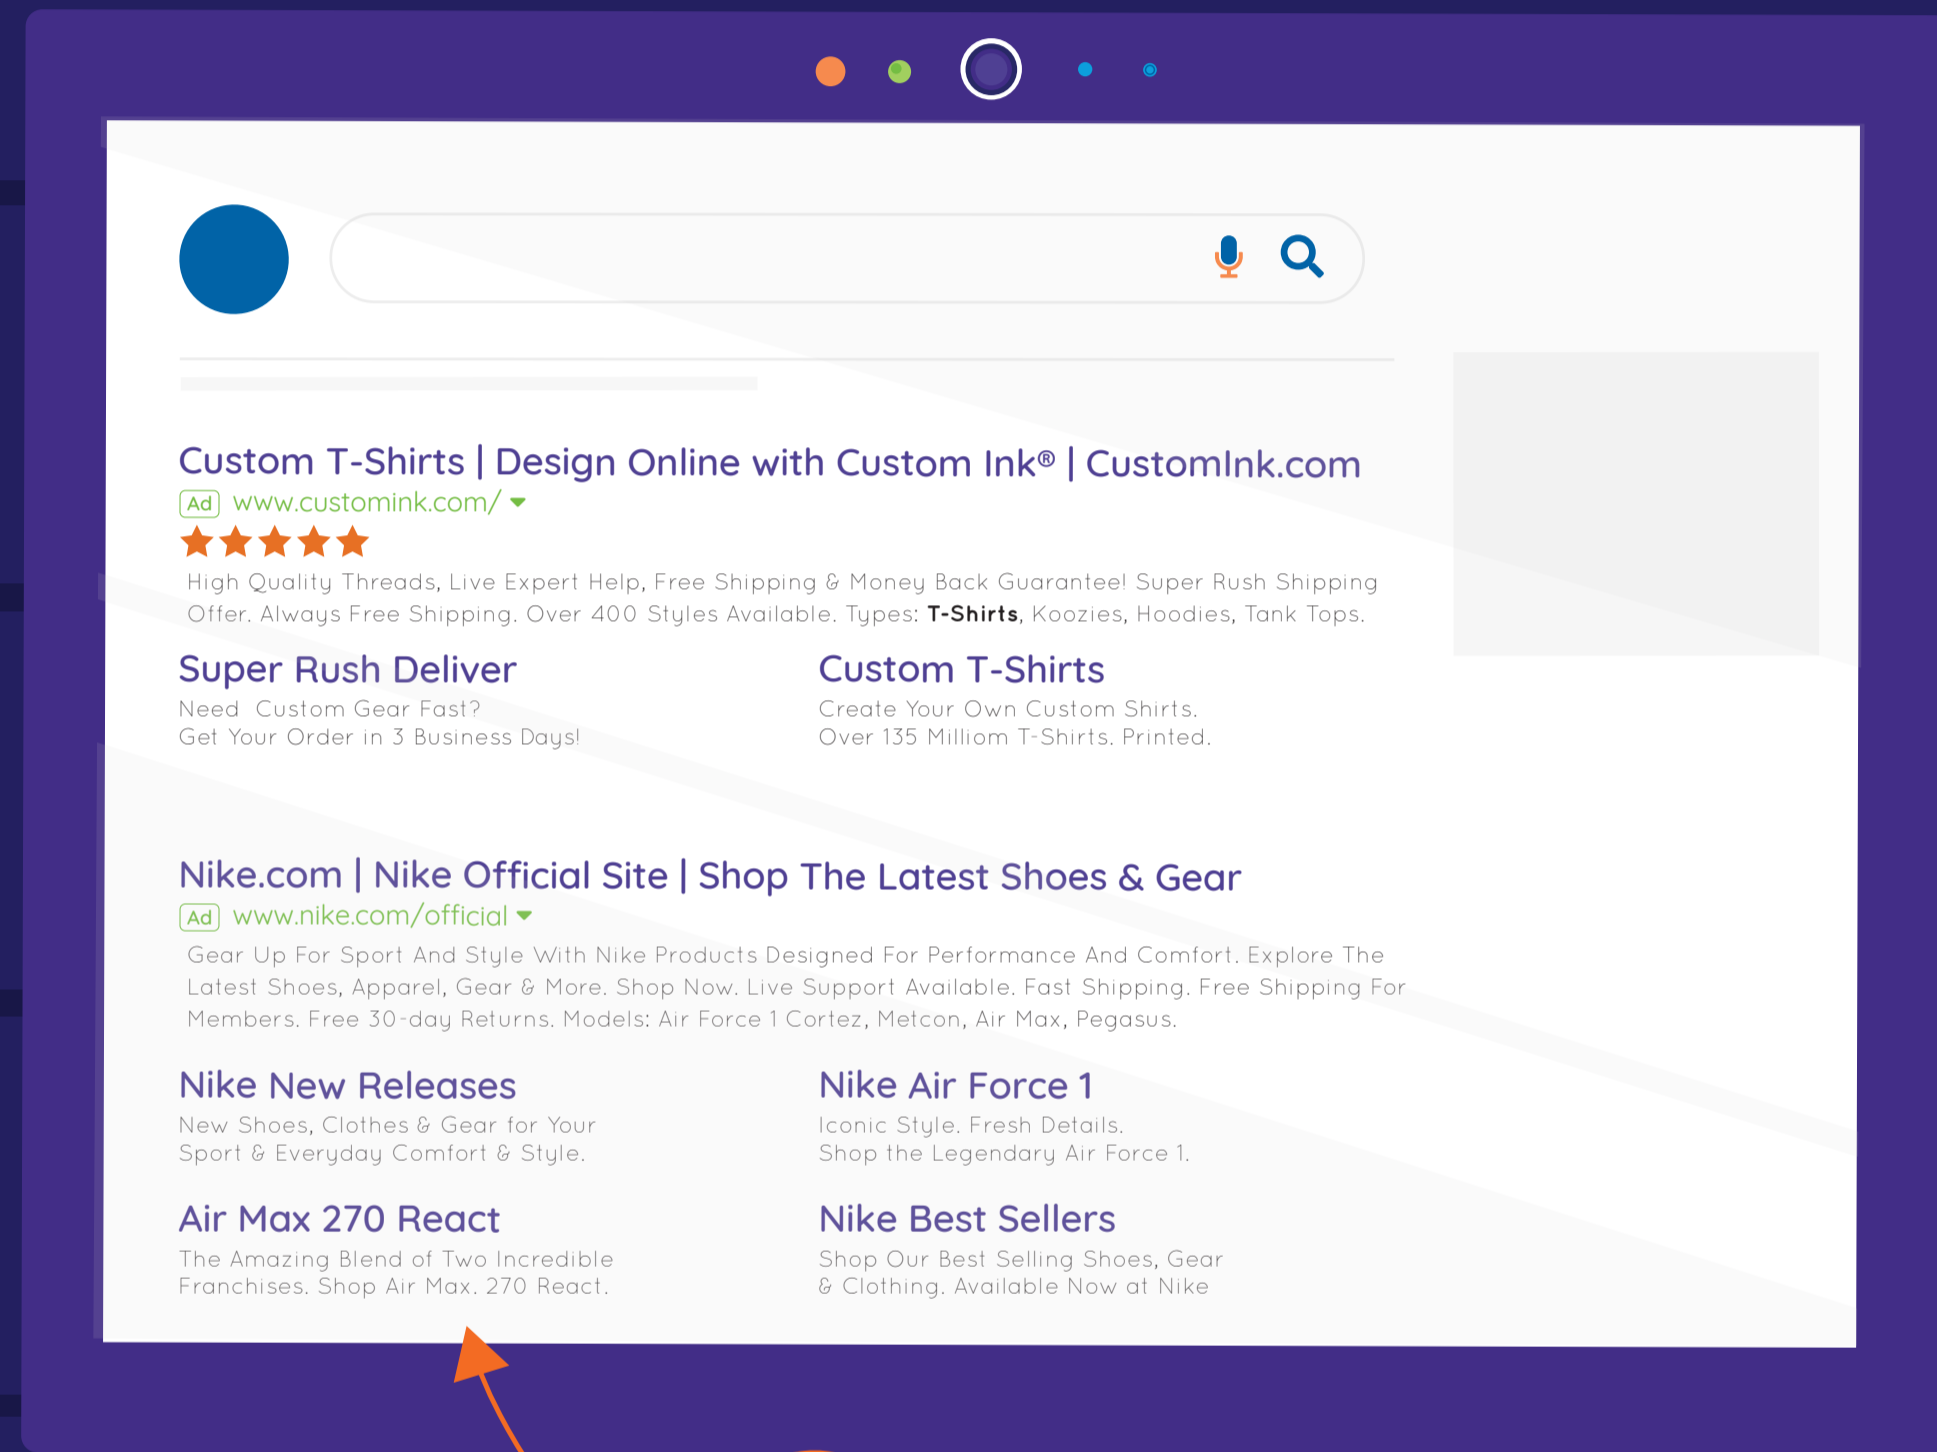 Custom T-Shirts | Design Online with Custom Ink® | CustomInk.com
Ad www.customink.com/
High Quality Threads, Live Expert Help, Free Shipping & Money Back Guarantee! Super Rush Shipping
Offer. Always Free Shipping. Over 400 Styles Available. Types: T-Shirts, Koozies, Hoodies, Tank Tops.
Super Rush Deliver
Need Custom Gear Fast?
Get Your Order in 3 Business Days!
Custom T-Shirts
Create Your Own Custom Shirts.
Over 135 Milliom T-Shirts. Printed.
Nike.com | Nike Official Site | Shop The Latest Shoes & Gear
Ad www.nike.com/official
Gear Up For Sport And Style With Nike Products Designed For Performance And Comfort. Explore The
Latest Shoes, Apparel, Gear & More. Shop Now. Live Support Available. Fast Shipping. Free Shipping For
Members. Free 30-day Returns. Models: Air Force 1 Cortez, Metcon, Air Max, Pegasus.
Nike New Releases
New Shoes, Clothes & Gear for Your
Sport & Everyday Comfort & Style.
Nike Air Force 1
Iconic Style. Fresh Details.
Shop the Legendary Air Force 1.
Air Max 270 React
The Amazing Blend of Two Incredible
Franchises. Shop Air Max. 270 React.
Nike Best Sellers
Shop Our Best Selling Shoes, Gear
& Clothing. Available Now at Nike